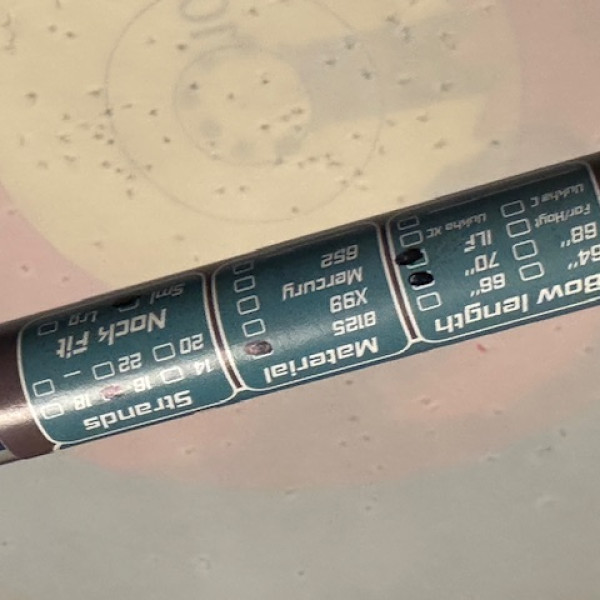 Bow length
64" 66"
68" 70"
For/Hoyt ILF
Uukha C Uukha XC
Material
8125
X99
Mercury
652
Strands
14 16 18
20 22 -
Nock Fit
Sml Lrg